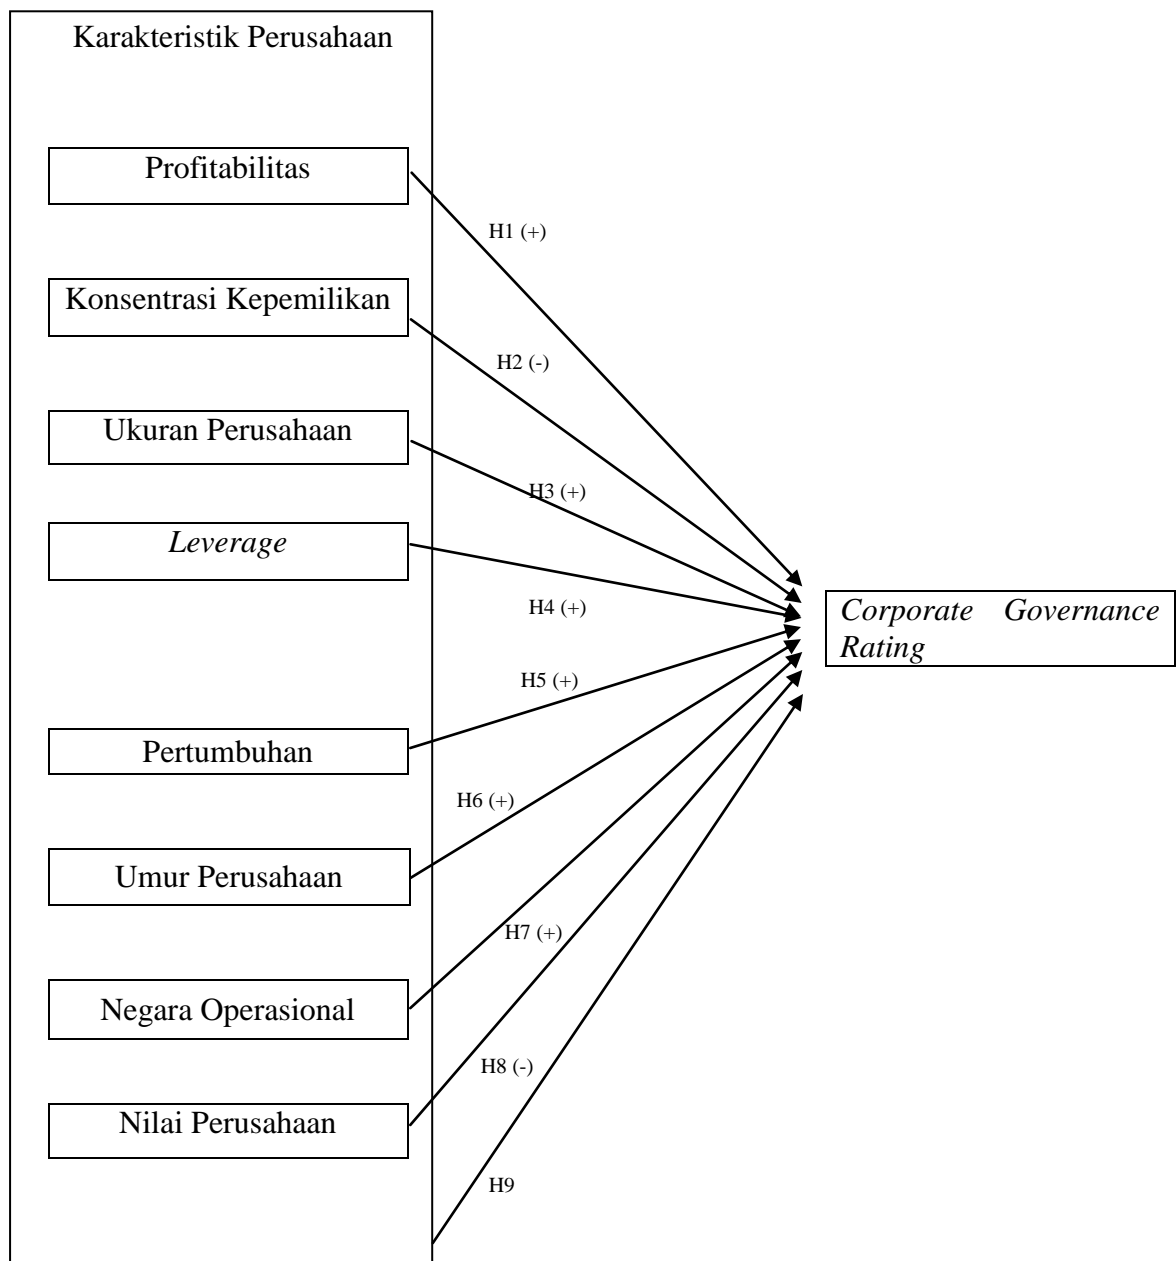 Karakteristik Perusahaan
Profitabilitas
H1 (+)
Konsentrasi Kepemilikan
H2 (-)
Ukuran Perusahaan
H3 (+)
Leverage
H4 (+)
Corporate Governance
Rating
H5 (+)
Pertumbuhan
H6 (+)
Umur Perusahaan
H7 (+)
Negara Operasional
H8 (-)
Nilai Perusahaan
H9